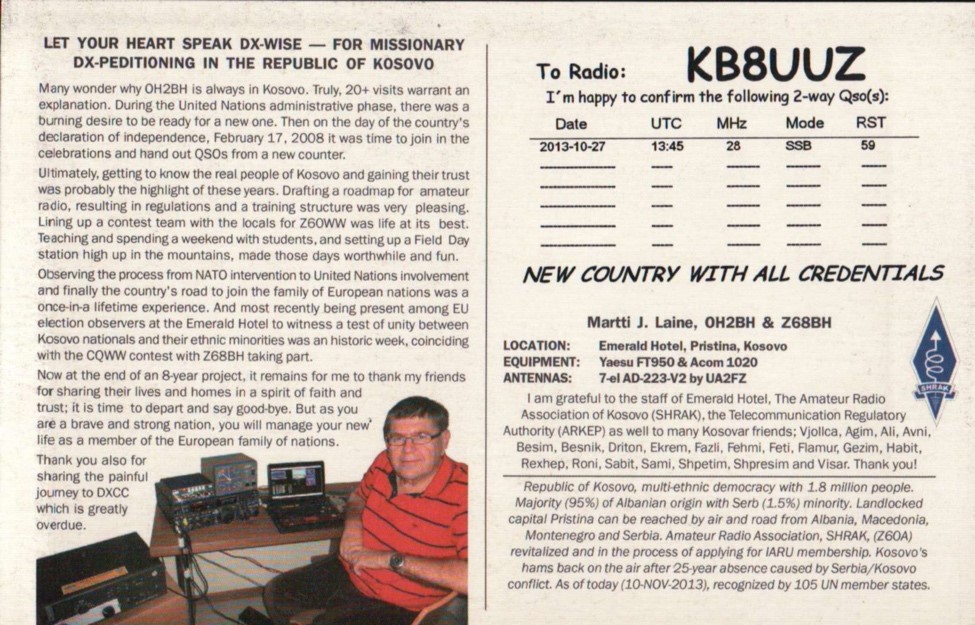 LET YOUR HEART SPEAK DX-WISE — FOR MISSIONARY
DX-PEDITIONING IN THE REPUBLIC OF KOSOVO
Many wonder why OH2BH is always in Kosovo. Truly, 20+ visits warrant an
explanation. During the United Nations administrative phase, there was a
burning desire to be ready for a new one. Then on the day of the country's
declaration of independence, February 17, 2008 it was time to join in the
celebrations and hand out QSOs from a new counter.
Ultimately, getting to know the real people of Kosovo and gaining their trust
was probably the highlight of these years. Drafting a roadmap for amateur
radio, resulting in regulations and a training structure was very pleasing.
Lining up a contest team with the locals for Z60WW was life at its best.
Teaching and spending a weekend with students, and setting up a Field Day
station high up in the mountains, made those days worthwhile and fun.
Observing the process from NATO intervention to United Nations involvement
and finally the country's road to join the family of European nations was a
once-in-a lifetime experience. And most recently being present among EU
election observers at the Emerald Hotel to witness a test of unity between
Kosovo nationals and their ethnic minorities was an historic week, coinciding
with the CQWW contest with Z68BH taking part.
Now at the end of an 8-year project, it remains for me to thank my friends
for sharing their lives and homes in a spirit of faith and
trust; it is time to depart and say good-bye. But as you
are a brave and strong nation, you will manage your new
life as a member of the European family of nations.
Thank you also for
sharing the painful
journey to DXCC
which is greatly
overdue.
To Radio: KB8UUZ
I´m happy to confirm the following 2-way Qso(s):
Date UTC MHz Mode RST
2013-10-27 13:45 28 SSB 59
NEW COUNTRY WITH ALL CREDENTIALS
Martti J. Laine, OH2BH & Z68BH
LOCATION: Emerald Hotel, Pristina, Kosovo
EQUIPMENT: Yaesu FT950 & Acom 1020
ANTENNAS: 7-el AD-223-V2 by UA2FZ
SHRAK
I am grateful to the staff of Emerald Hotel, The Amateur Radio
Association of Kosovo (SHRAK), the Telecommunication Regulatory
Authority (ARKEP) as well to many Kosovar friends; Vjollca, Agim, Ali, Avni,
Besim, Besnik, Driton, Ekrem, Fazli, Fehmi, Feti, Flamur, Gezim, Habit,
Rexhep, Roni, Sabit, Sami, Shpetim, Shpresim and Visar. Thank you!
Republic of Kosovo, multi-ethnic democracy with 1.8 million people.
Majority (95%) of Albanian origin with Serb (1.5%) minority. Landlocked
capital Pristina can be reached by air and road from Albania, Macedonia,
Montenegro and Serbia. Amateur Radio Association, SHRAK, (Z60A)
revitalized and in the process of applying for IARU membership. Kosovo's
hams back on the air after 25-year absence caused by Serbia/Kosovo
conflict. As of today (10-NOV-2013), recognized by 105 UN member states.